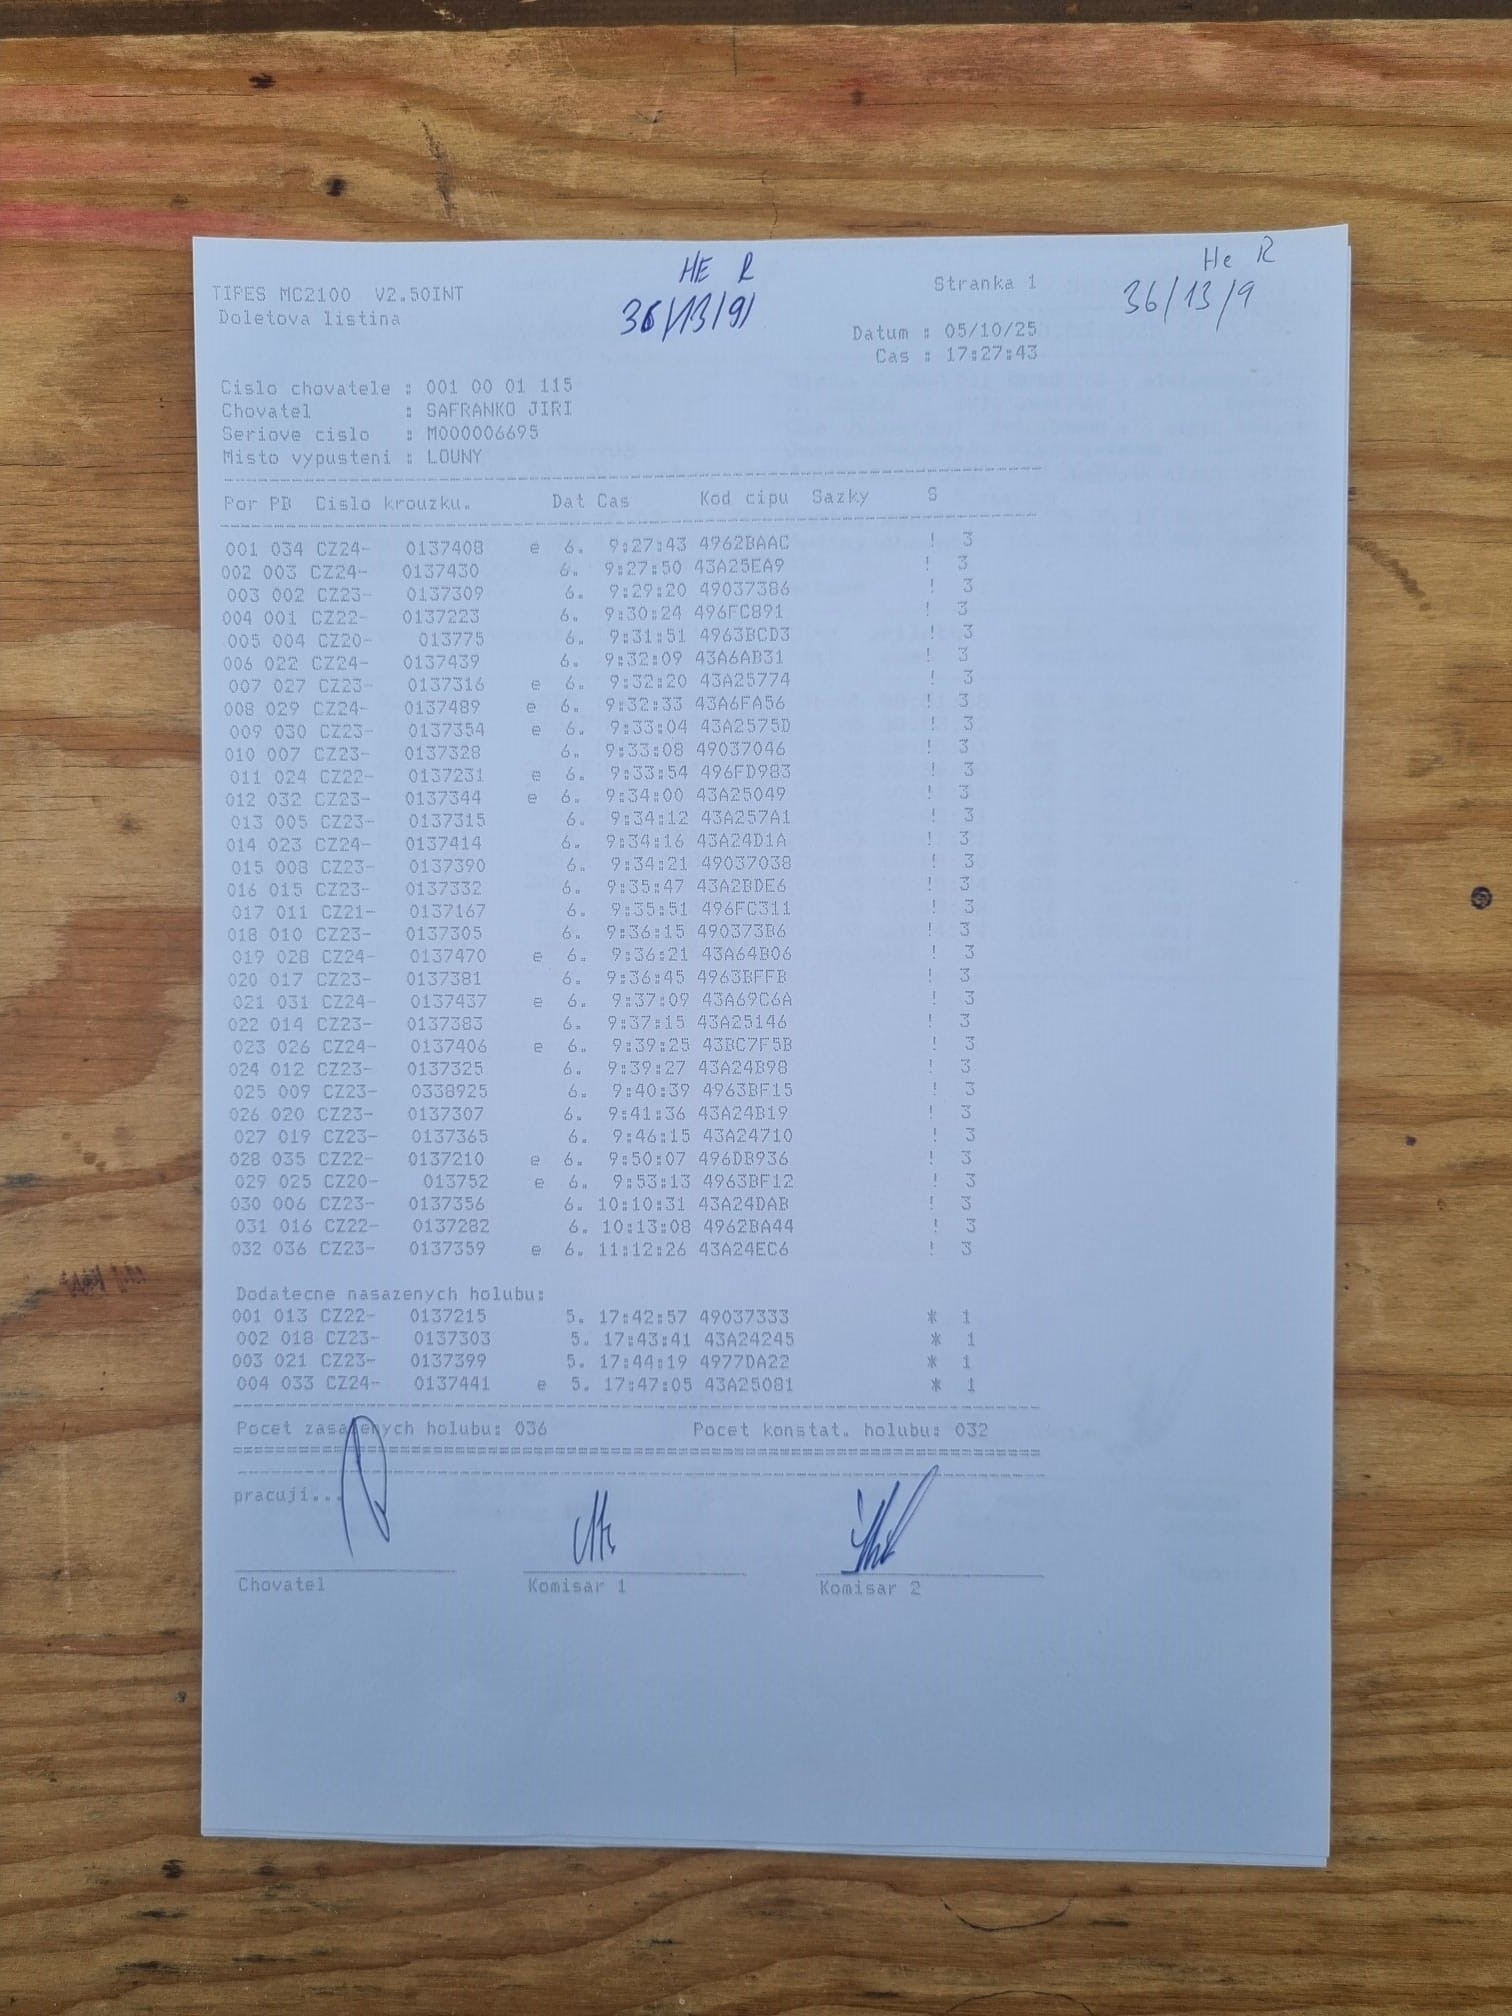 HE R
He R
TIPES MC2100 V2.50INT
Stranka 1
36/13/9
36/13/9
Doletova listina
Datum : 05/10/25
Cas : 17:27:43
Cislo chovatele : 001 00 01 115
Chovatel : SAFRANKO JIRI
Seriove cislo : M000006695
Misto vypusteni : LOUNY
Por PB Cislo krouzku. Dat Cas Kod cipu Sazky S
001 034 CZ24- 0137408 e 6. 9:27:43 4962BAAC ! 3
002 003 CZ24- 0137430 6. 9:27:50 43A25EA9 ! 3
003 002 CZ23- 0137309 6. 9:29:20 49037386 ! 3
004 001 CZ22- 0137223 6. 9:30:24 496FC891 ! 3
005 004 CZ20- 013775 6. 9:31:51 4963BCD3 ! 3
006 022 CZ24- 0137439 6. 9:32:09 43A6AB31 ! 3
007 027 CZ23- 0137316 e 6. 9:32:20 43A25774 ! 3
008 029 CZ24- 0137489 e 6. 9:32:33 43A6FA56 ! 3
009 030 CZ23- 0137354 e 6. 9:33:04 43A2575D ! 3
010 007 CZ23- 0137328 6. 9:33:08 49037046 ! 3
011 024 CZ22- 0137231 e 6. 9:33:54 496FD983 ! 3
012 032 CZ23- 0137344 e 6. 9:34:00 43A25049 ! 3
013 005 CZ23- 0137315 6. 9:34:12 43A257A1 ! 3
014 023 CZ24- 0137414 6. 9:34:16 43A24D1A ! 3
015 008 CZ23- 0137390 6. 9:34:21 49037038 ! 3
016 015 CZ23- 0137332 6. 9:35:47 43A2BDE6 ! 3
017 011 CZ21- 0137167 6. 9:35:51 496FC311 ! 3
018 010 CZ23- 0137305 6. 9:36:15 490373B6 ! 3
019 028 CZ24- 0137470 e 6. 9:36:21 43A64B06 ! 3
020 017 CZ23- 0137381 6. 9:36:45 4963BFFB ! 3
021 031 CZ24- 0137437 e 6. 9:37:09 43A69C6A ! 3
022 014 CZ23- 0137383 6. 9:37:15 43A25146 ! 3
023 026 CZ24- 0137406 e 6. 9:39:25 43BC7F5B ! 3
024 012 CZ23- 0137325 6. 9:39:27 43A24B98 ! 3
025 009 CZ23- 0338925 6. 9:40:39 4963BF15 ! 3
026 020 CZ23- 0137307 6. 9:41:36 43A24B19 ! 3
027 019 CZ23- 0137365 6. 9:46:15 43A24710 ! 3
028 035 CZ22- 0137210 e 6. 9:50:07 496DB936 ! 3
029 025 CZ20- 013752 e 6. 9:53:13 4963BF12 ! 3
030 006 CZ23- 0137356 6. 10:10:31 43A24DAB ! 3
031 016 CZ22- 0137282 6. 10:13:08 4962BA44 ! 3
032 036 CZ23- 0137359 e 6. 11:12:26 43A24EC6 ! 3
Dodatecne nasazenych holubu:
001 013 CZ22- 0137215 5. 17:42:57 49037333 * 1
002 018 CZ23- 0137303 5. 17:43:41 43A24245 * 1
003 021 CZ23- 0137399 5. 17:44:19 4977DA22 * 1
004 033 CZ24- 0137441 e 5. 17:47:05 43A25081 * 1
Pocet zasazenych holubu: 036 Pocet konstat. holubu: 032
pracuji...
Chovatel Komisar 1 Komisar 2